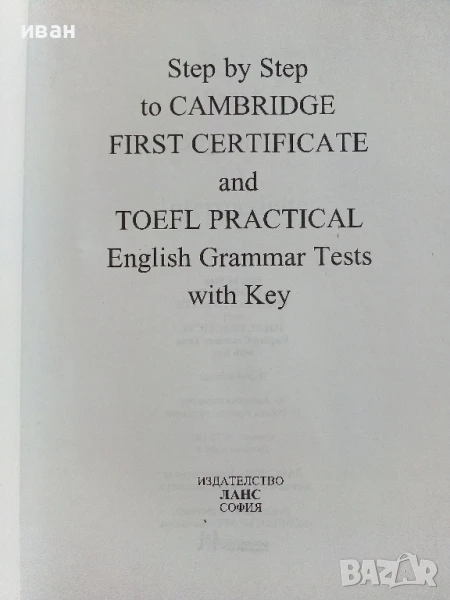 иван
Step by Step
to CAMBRIDGE
FIRST CERTIFICATE
and
TOEFL PRACTICAL
English Grammar Tests
with Key
ИЗДАТЕЛСТВО
ЛАНС
СОФИЯ
BAZAR